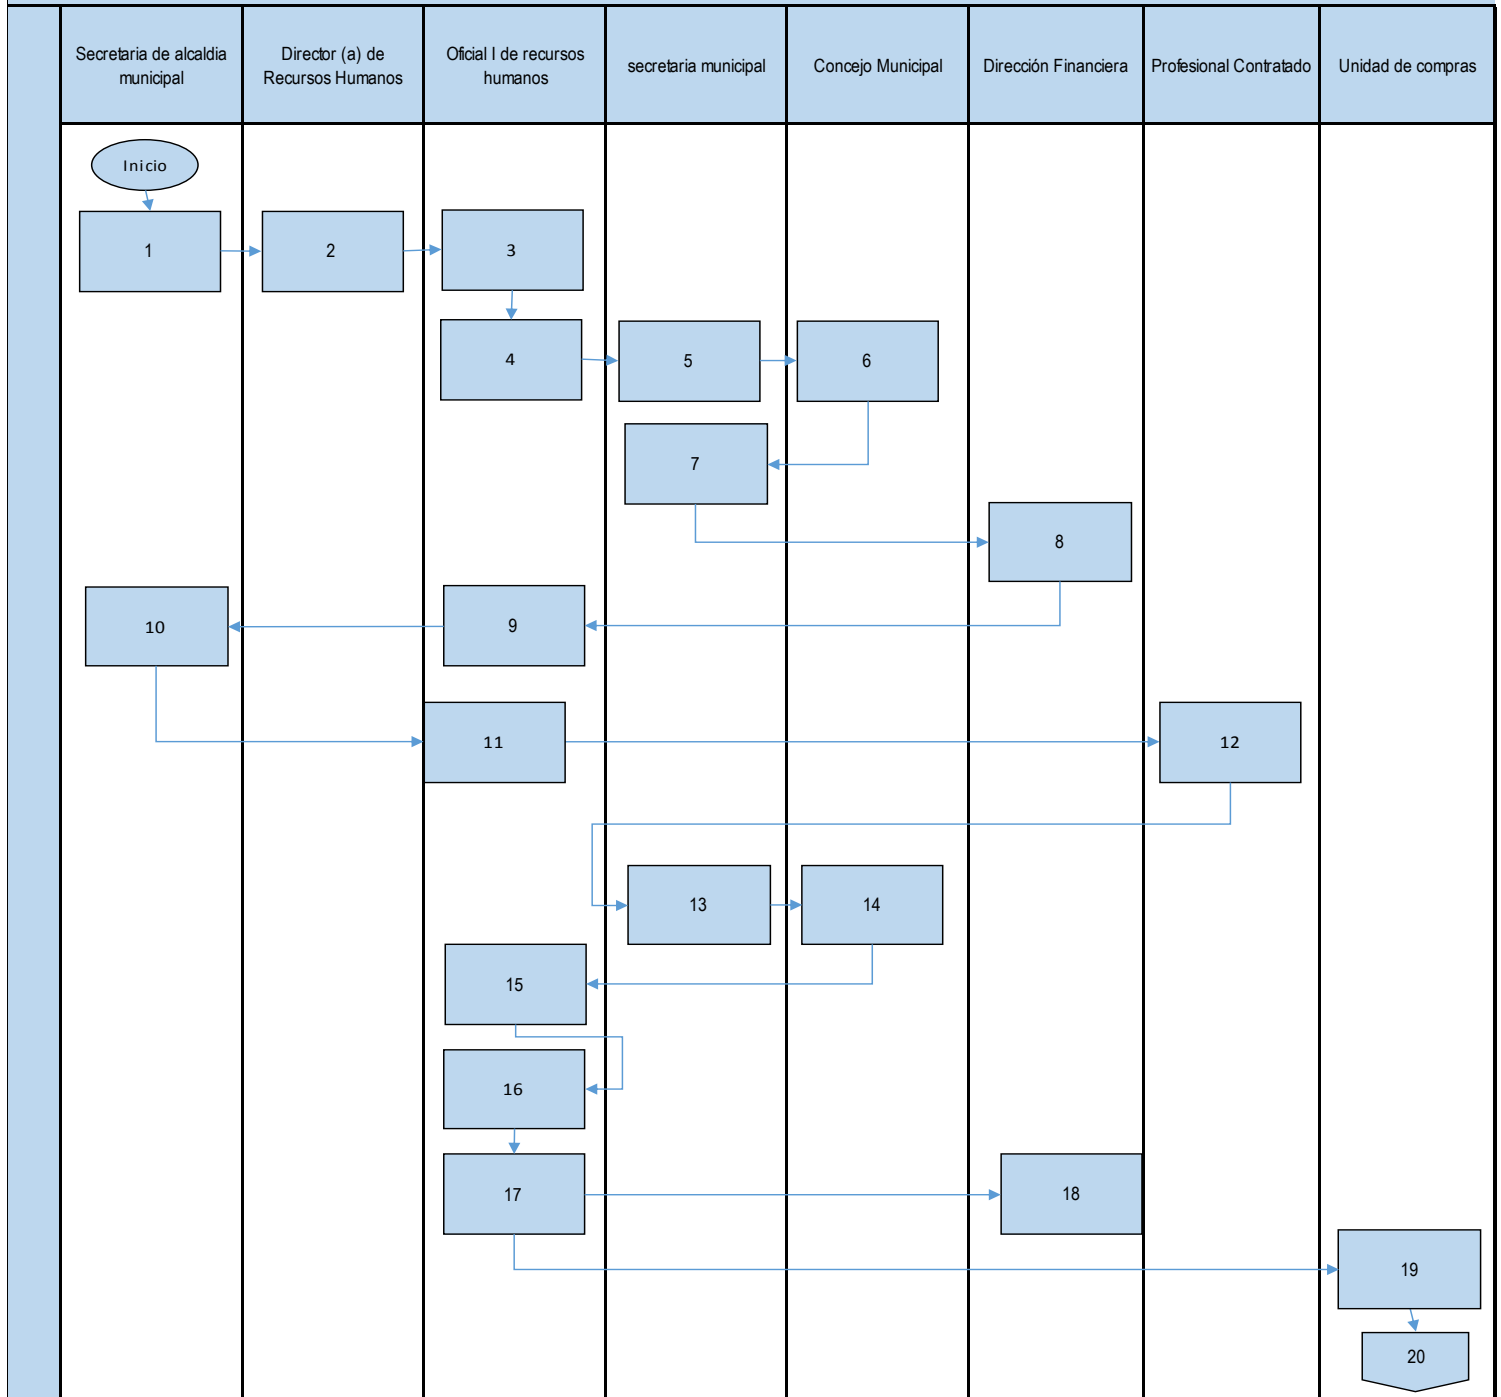 Secretaria de alcaldia
municipal
Director (a) de
Recursos Humanos
Oficial I de recursos
humanos
secretaria municipal
Concejo Municipal
Dirección Financiera
Profesional Contratado
Unidad de compras
Inicio
1
2
3
4
5
6
7
8
10
9
11
12
13
14
15
16
17
18
19
20